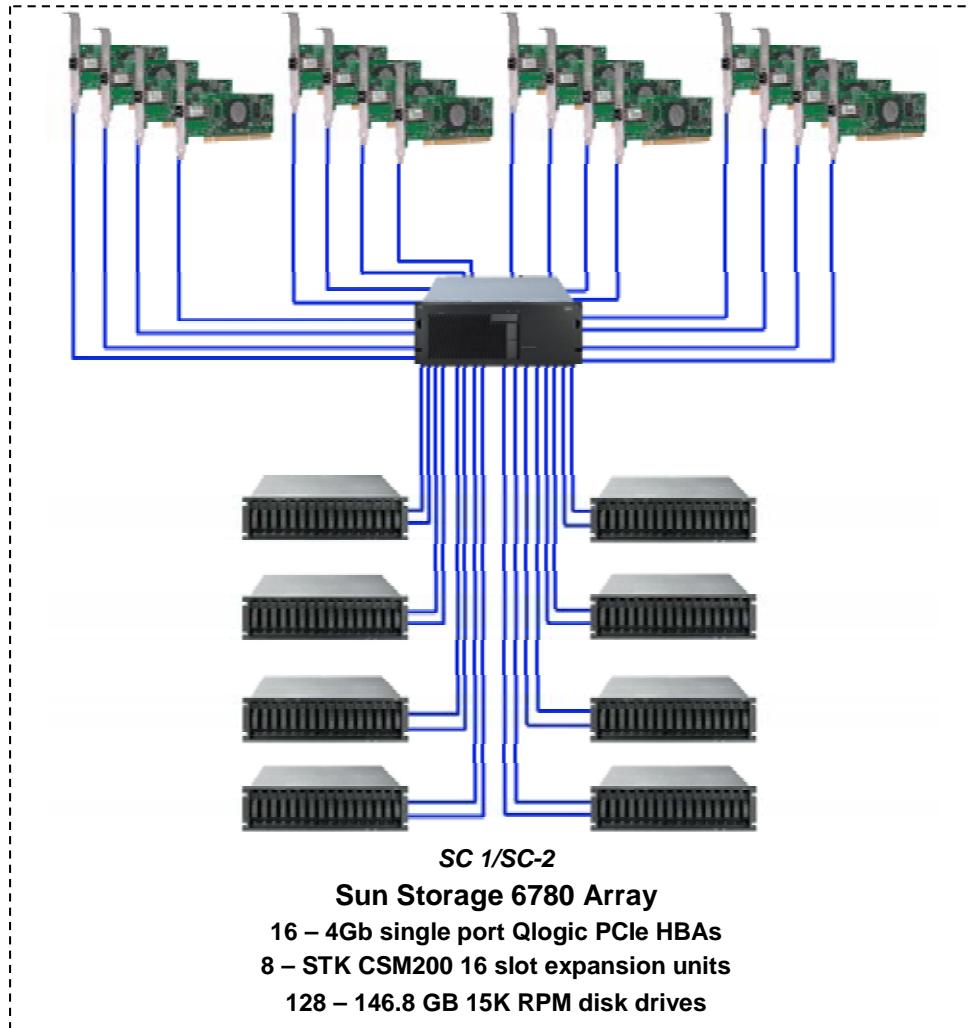 SC 1/SC-2
Sun Storage 6780 Array
16 – 4Gb single port Qlogic PCIe HBAs
8 – STK CSM200 16 slot expansion units
128 – 146.8 GB 15K RPM disk drives